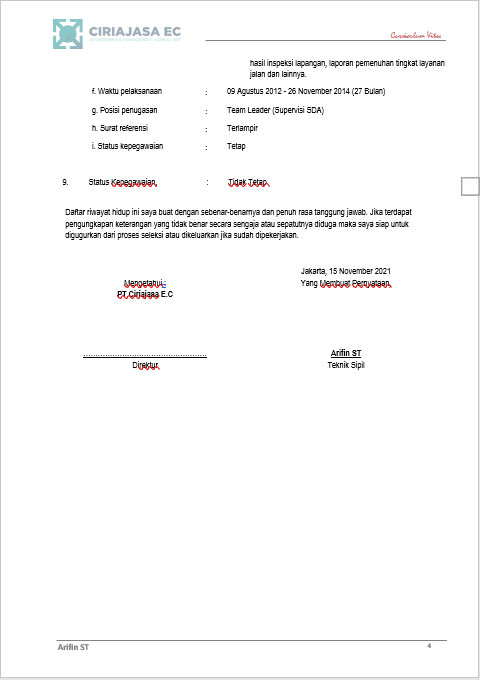 CIRIAJASA EC
Curriculum Vitae
hasil inspeksi lapangan, laporan pemenuhan tingkat layanan
jalan dan lainnya.
f. Waktu pelaksanaan : 09 Agustus 2012 - 26 November 2014 (27 Bulan)
g. Posisi penugasan : Team Leader (Supervisi SDA)
h. Surat referensi : Terlampir
i. Status kepegawaian : Tetap
9. Status Kepegawaian : Tidak Tetap
Daftar riwayat hidup ini saya buat dengan sebenar-benarnya dan penuh rasa tanggung jawab. Jika terdapat
pengungkapan keterangan yang tidak benar secara sengaja atau sepatutnya diduga maka saya siap untuk
digugurkan dari proses seleksi atau dikeluarkan jika sudah dipekerjakan.
Jakarta, 15 November 2021
Mengetahui : Yang Membuat Pernyataan,
PT Ciriajasa E.C
Arifin ST
Direktur Teknik Sipil
Arifin ST 4